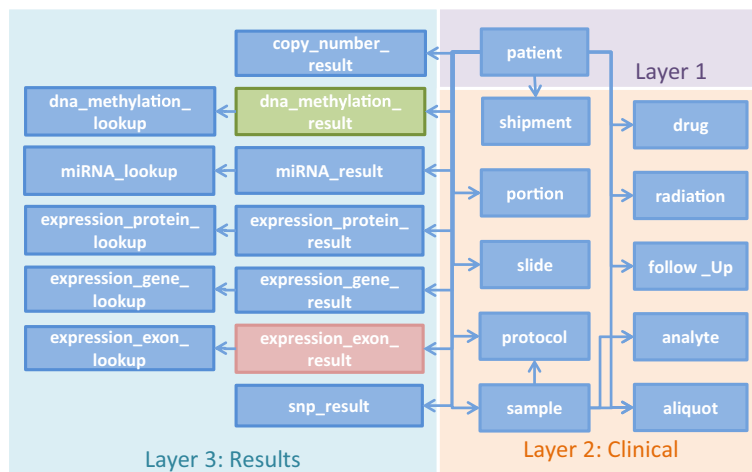 copy_number_
result
patient
Layer 1
dna_methylation_
lookup
dna_methylation_
result
shipment
drug
miRNA_lookup
miRNA_result
portion
radiation
expression_protein_
lookup
expression_protein_
result
slide
follow _Up
expression_gene_
lookup
expression_gene_
result
expression_exon_
lookup
expression_exon_
result
protocol
analyte
snp_result
sample
aliquot
Layer 3: Results
Layer 2: Clinical